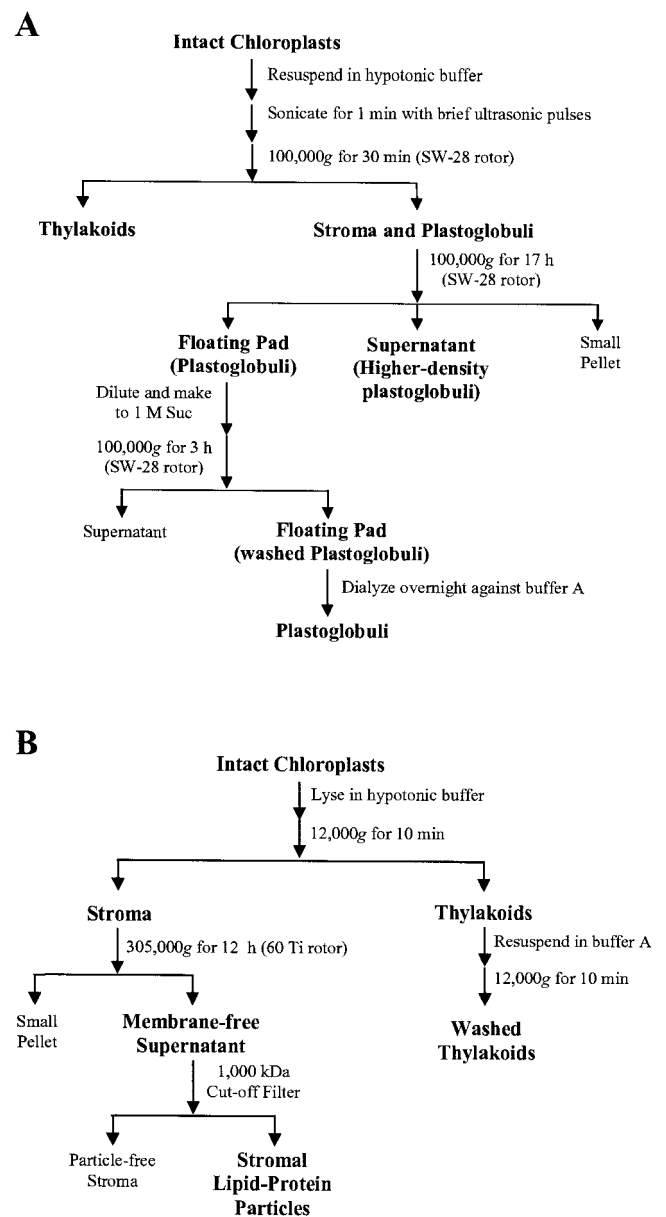 A
Intact Chloroplasts
Resuspend in hypotonic buffer
Sonicate for 1 min with brief ultrasonic pulses
100,000g for 30 min (SW-28 rotor)
Thylakoids
Stroma and Plastoglobuli
100,000g for 17 h
(SW-28 rotor)
Floating Pad
(Plastoglobuli)
Supernatant
(Higher-density
plastoglobuli)
Small
Pellet
Dilute and make
to 1 M Suc
100,000g for 3 h
(SW-28 rotor)
Supernatant
Floating Pad
(washed Plastoglobuli)
Dialyze overnight against buffer A
Plastoglobuli
B
Intact Chloroplasts
Lyse in hypotonic buffer
12,000g for 10 min
Stroma
Thylakoids
305,000g for 12 h (60 Ti rotor)
Resuspend in buffer A
12,000g for 10 min
Small
Pellet
Membrane-free
Supernatant
Washed
Thylakoids
1,000 kDa
Cut-off Filter
Particle-free
Stroma
Stromal
Lipid-Protein
Particles